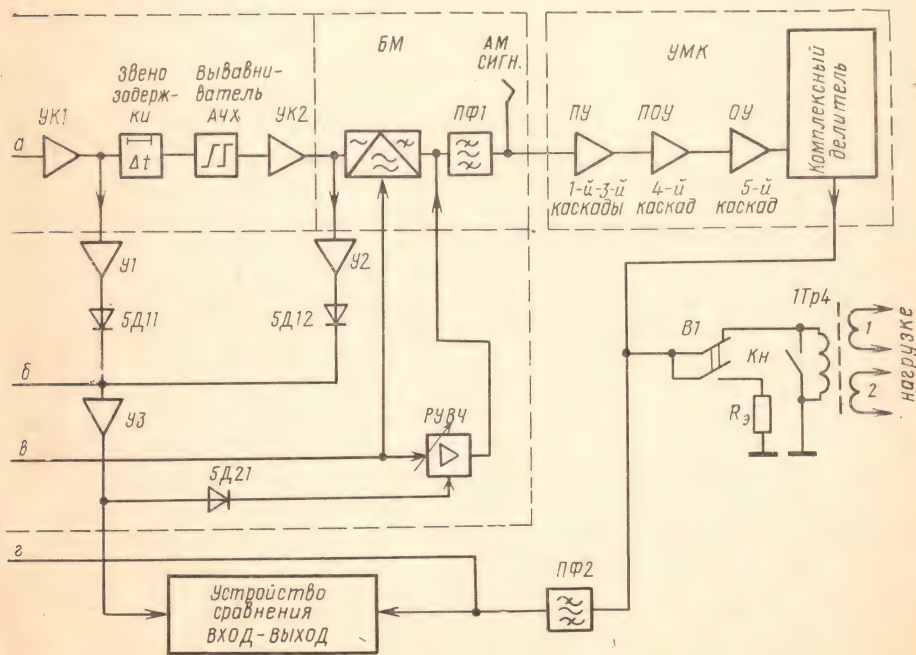 БМ
АМ
СИГН.
УМК
Звено
задерж-
ки
Вывавни-
ватель
АЧХ
УК1
УК2
ПФ1
ПУ
ПОУ
ОУ
Комплексный
делитель
а
Δt
1-й-3-й
каскады
4-й
каскад
5-й
каскад
У1
У2
5Д11
5Д12
1Тр4
В1
Кн
1
2
нагрузке
Rэ
б
У3
РУВЧ
в
5Д21
г
ПФ2
Устройство
сравнения
ВХОД-ВЫХОД